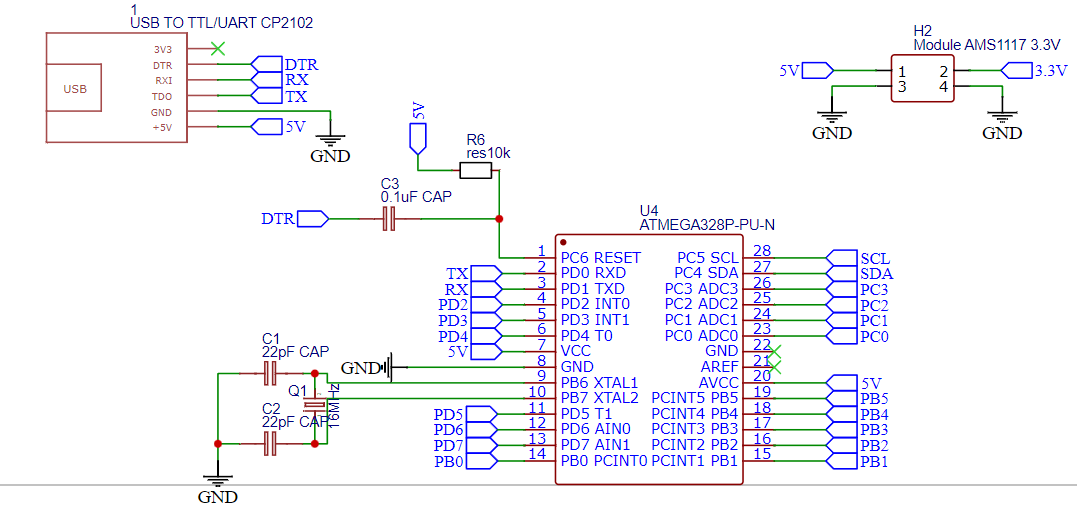 1
USB TO TTL/UART CP2102
3V3
DTR
RXI
TDO
GND
+5V
USB
DTR
RX
TX
5V
GND
H2
Module AMS1117 3.3V
5V
1
3
2
4
3.3V
GND
GND
5V
R6
res10k
C3
0.1uF CAP
DTR
U4
ATMEGA328P-PU-N
1 PC6 RESET
TX 2 PD0 RXD
RX 3 PD1 TXD
PD2 4 PD2 INT0
PD3 5 PD3 INT1
PD4 6 PD4 T0
5V 7 VCC
GND 8 GND
9 PB6 XTAL1
10 PB7 XTAL2
PD5 11 PD5 T1
PD6 12 PD6 AIN0
PD7 13 PD7 AIN1
PB0 14 PB0 PCINT0
PC5 SCL 28 SCL
PC4 SDA 27 SDA
PC3 ADC3 26 PC3
PC2 ADC2 25 PC2
PC1 ADC1 24 PC1
PC0 ADC0 23 PC0
GND 22
AREF 21
AVCC 20 5V
PCINT5 PB5 19 PB5
PCINT4 PB4 18 PB4
PCINT3 PB3 17 PB3
PCINT2 PB2 16 PB2
PCINT1 PB1 15 PB1
C1
22pF CAP
Q1
16MHz
C2
22pF CAP
GND